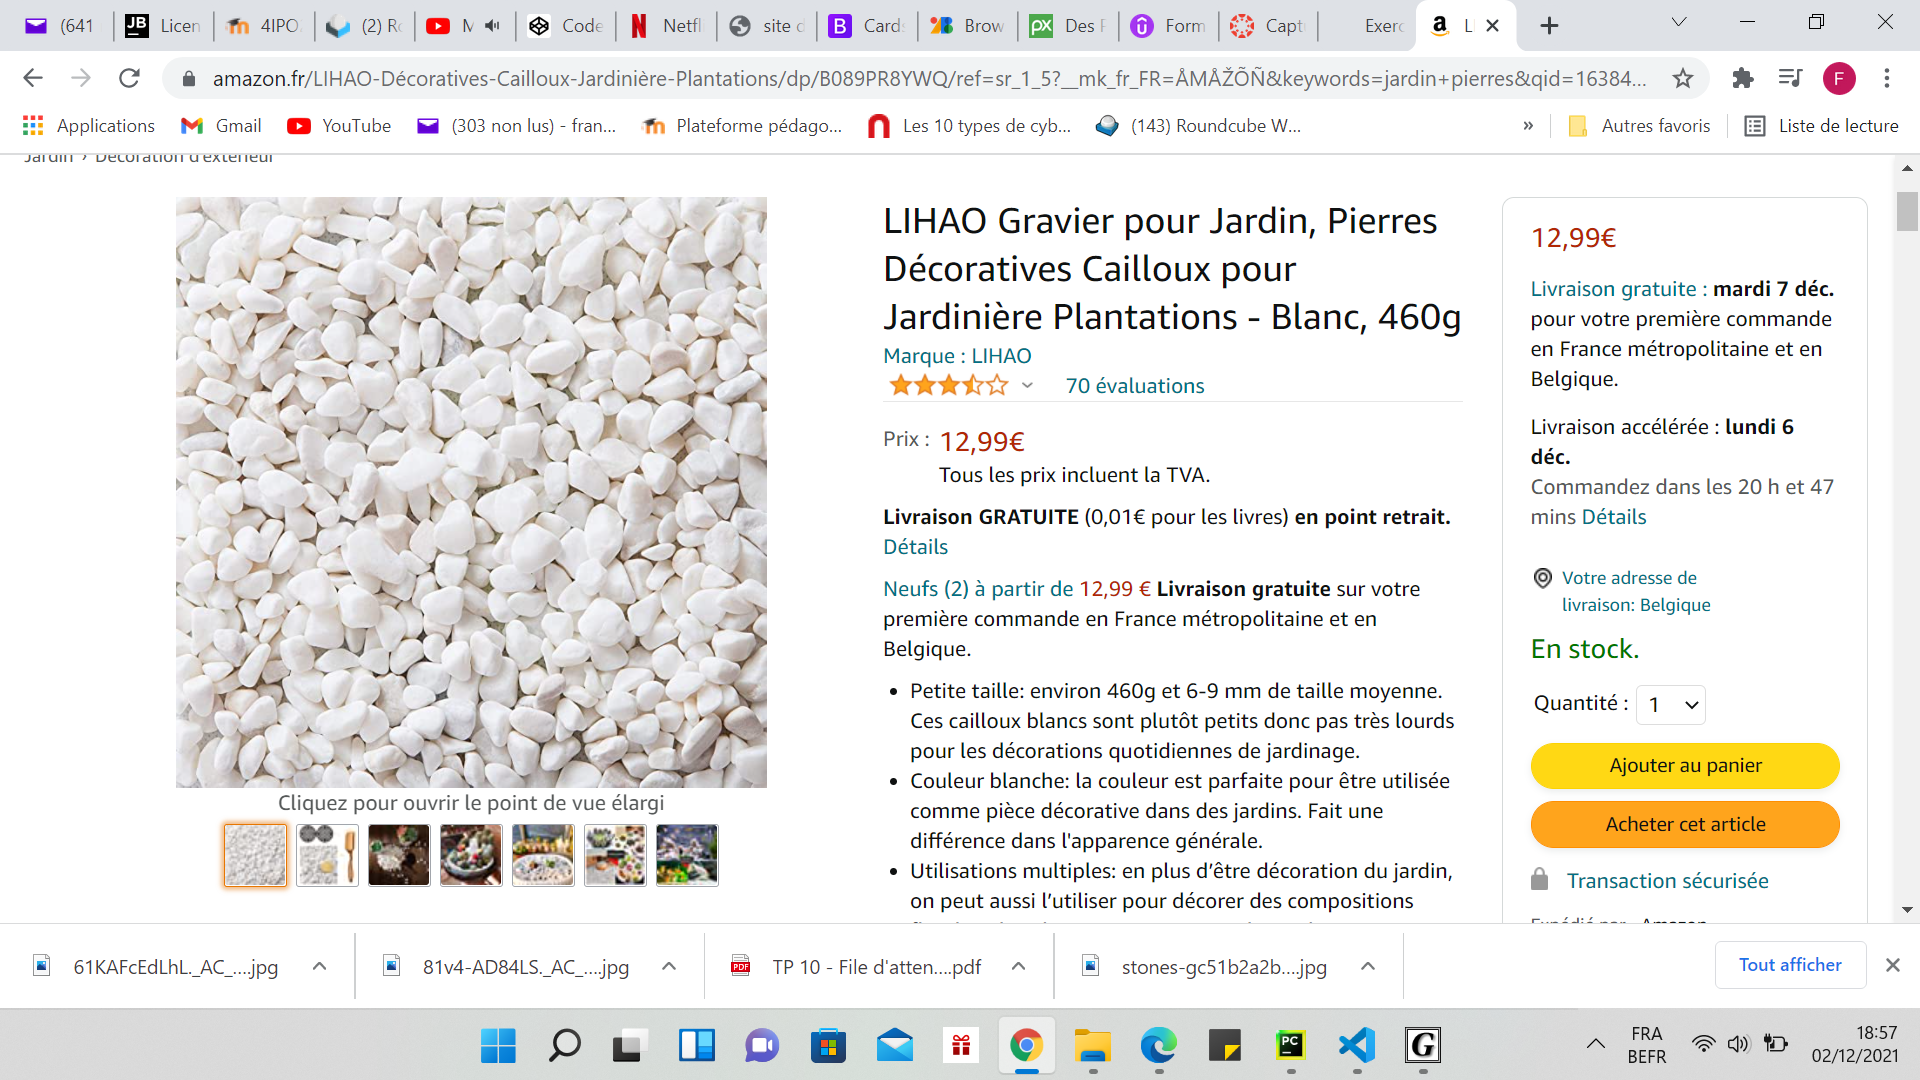 (641
Licen
4IPO
(2) Ro
M
Code
Netfl
site d
Cards
Brow
Des F
Form
Capt
Exerc
LI
amazon.fr/LIHAO-Décoratives-Cailloux-Jardinière-Plantations/dp/B089PR8YWQ/ref=sr_1_5?__mk_fr_FR=ÅMÅŽÕÑ&keywords=jardin+pierres&qid=16384...
F
Applications
Gmail
YouTube
(303 non lus) - fran...
Plateforme pédago...
Les 10 types de cyb...
(143) Roundcube W...
»
Autres favoris
Liste de lecture
Jardin › Décoration d'extérieur
LIHAO Gravier pour Jardin, Pierres
Décoratives Cailloux pour
Jardinière Plantations - Blanc, 460g
Marque : LIHAO
70 évaluations
Prix : 12,99€
Tous les prix incluent la TVA.
Livraison GRATUITE (0,01€ pour les livres) en point retrait.
Détails
Neufs (2) à partir de 12,99 € Livraison gratuite sur votre
première commande en France métropolitaine et en
Belgique.
• Petite taille: environ 460g et 6-9 mm de taille moyenne.
Ces cailloux blancs sont plutôt petits donc pas très lourds
pour les décorations quotidiennes de jardinage.
• Couleur blanche: la couleur est parfaite pour être utilisée
comme pièce décorative dans des jardins. Fait une
différence dans l'apparence générale.
• Utilisations multiples: en plus d’être décoration du jardin,
on peut aussi l’utiliser pour décorer des compositions
Cliquez pour ouvrir le point de vue élargi
12,99€
Livraison gratuite : mardi 7 déc.
pour votre première commande
en France métropolitaine et en
Belgique.
Livraison accélérée : lundi 6
déc.
Commandez dans les 20 h et 47
mins Détails
Votre adresse de
livraison: Belgique
En stock.
Quantité : 1
Ajouter au panier
Acheter cet article
Transaction sécurisée
Expédié par Amazon
61KAFcEdLhL._AC_....jpg
81v4-AD84LS._AC_....jpg
TP 10 - File d'atten....pdf
stones-gc51b2a2b....jpg
Tout afficher
FRA
BEFR
18:57
02/12/2021